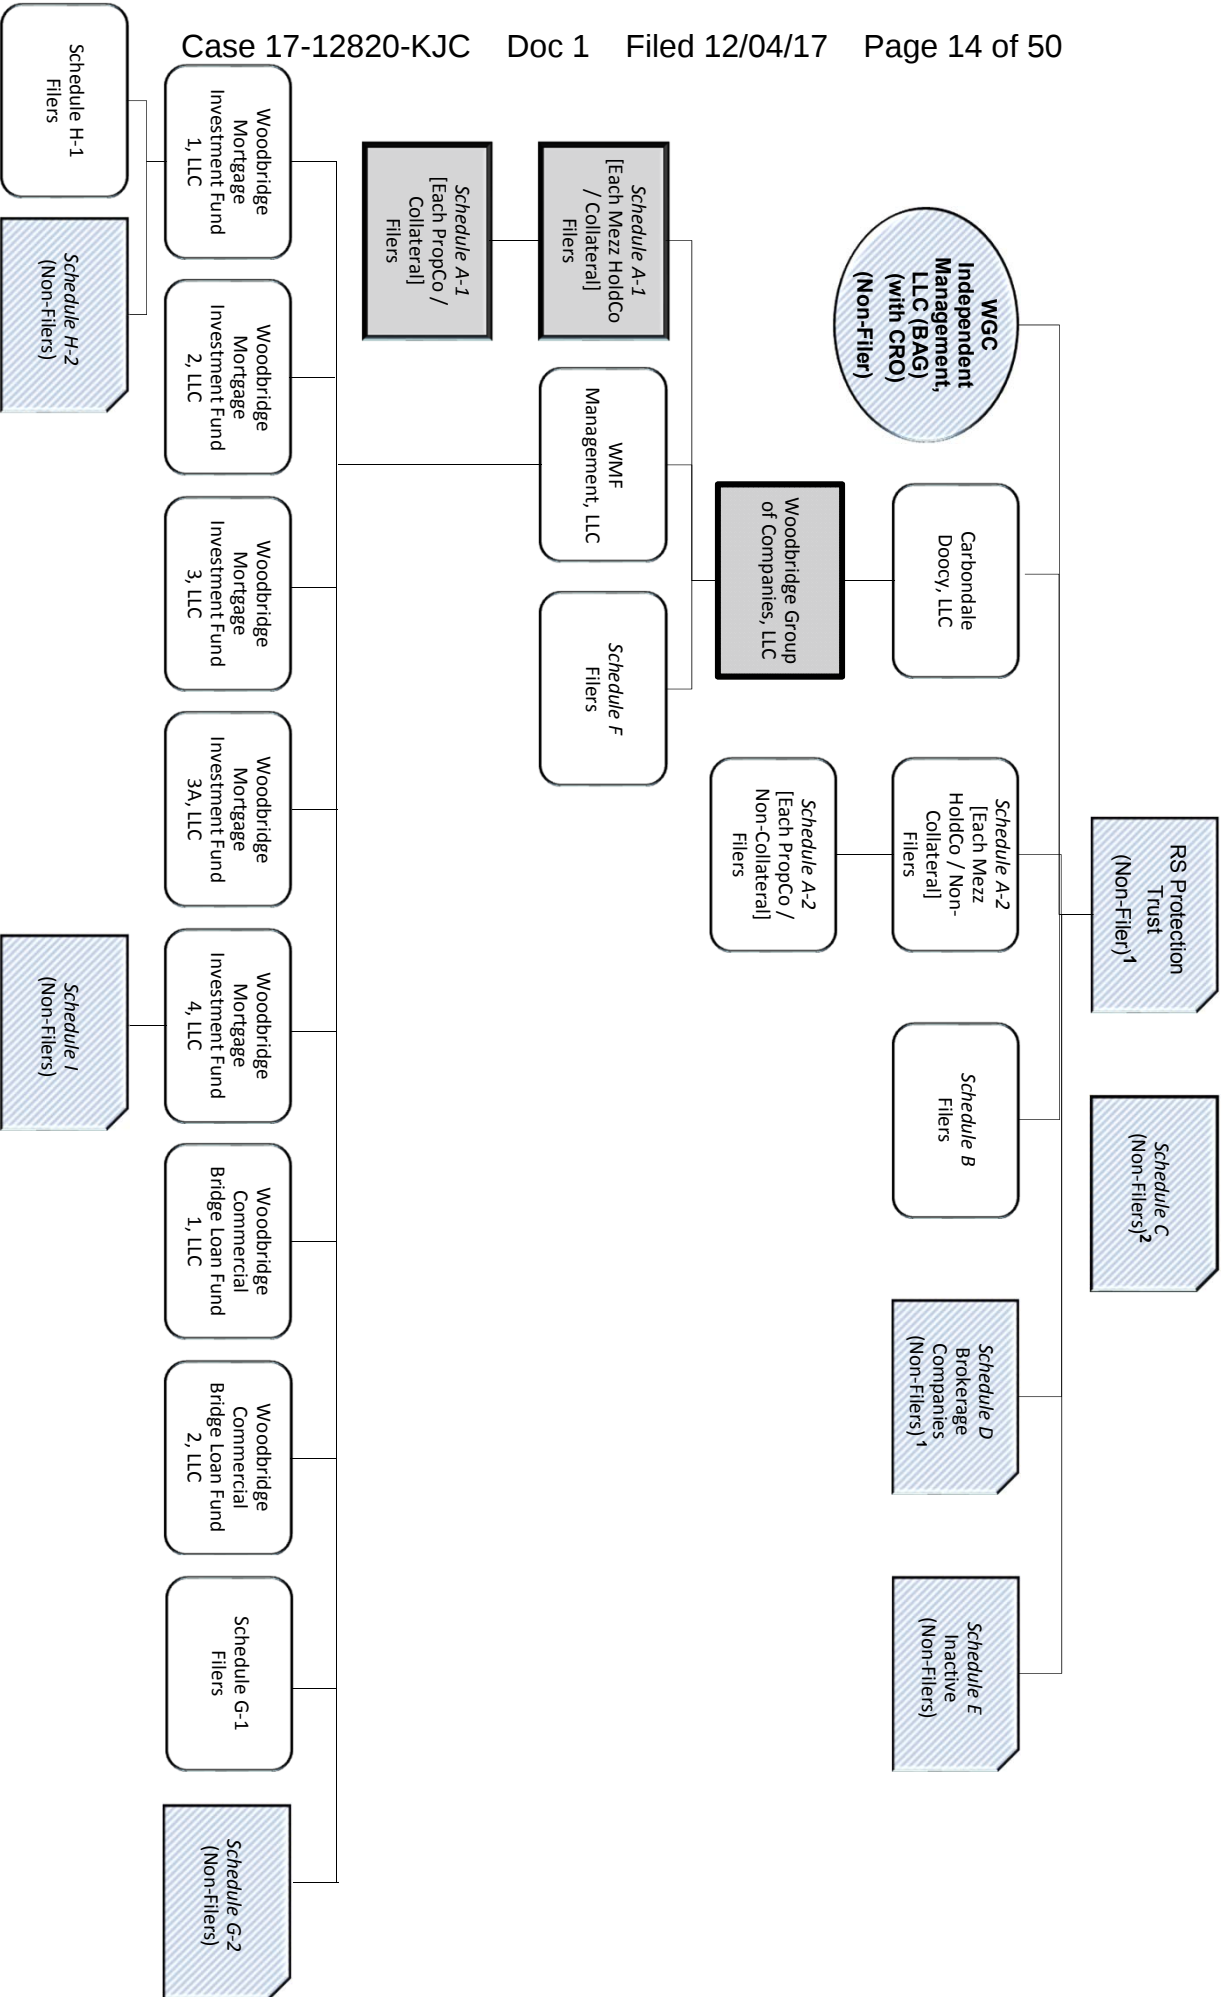 Case 17-12820-KJC Doc 1 Filed 12/04/17 Page 14 of 50
RS Protection
Trust
(Non-Filer)¹
Schedule C
(Non-Filers)²
WGC
Independent
Management,
LLC (BAG)
(with CRO)
(Non-Filer)
Carbondale
Doocy, LLC
Schedule A-2
[Each Mezz
HoldCo / Non-
Collateral]
Filers
Schedule B
Filers
Schedule D
Brokerage
Companies
(Non-Filers) ¹
Schedule E
Inactive
(Non-Filers)
Woodbridge Group
of Companies, LLC
Schedule A-2
[Each PropCo /
Non-Collateral]
Filers
Schedule A-1
[Each Mezz HoldCo
/ Collateral]
Filers
WMF
Management, LLC
Schedule F
Filers
Schedule A-1
[Each PropCo /
Collateral]
Filers
Woodbridge
Mortgage
Investment Fund
1, LLC
Woodbridge
Mortgage
Investment Fund
2, LLC
Woodbridge
Mortgage
Investment Fund
3, LLC
Woodbridge
Mortgage
Investment Fund
3A, LLC
Woodbridge
Mortgage
Investment Fund
4, LLC
Woodbridge
Commercial
Bridge Loan Fund
1, LLC
Woodbridge
Commercial
Bridge Loan Fund
2, LLC
Schedule G-1
Filers
Schedule G-2
(Non-Filers)
Schedule H-1
Filers
Schedule H-2
(Non-Filers)
Schedule I
(Non-Filers)